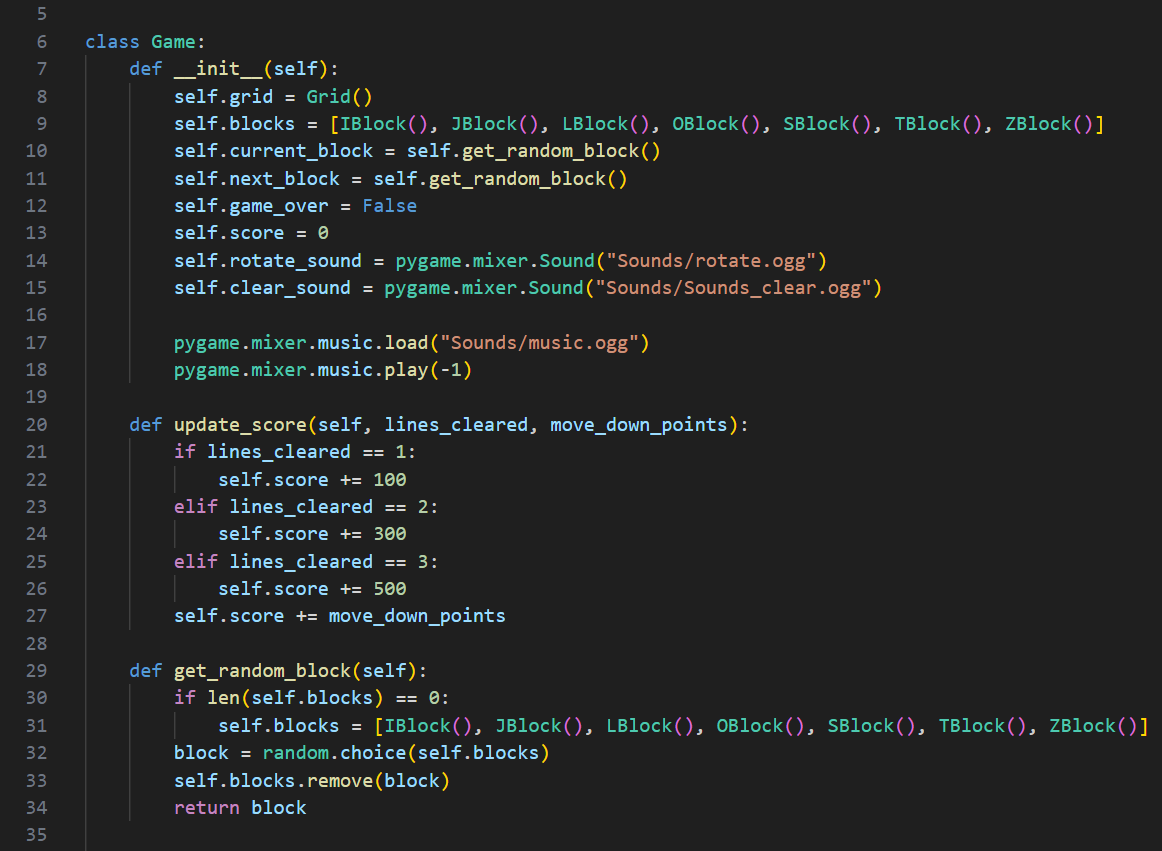 5
6 class Game:
7 def __init__(self):
8 self.grid = Grid()
9 self.blocks = [IBlock(), JBlock(), LBlock(), OBlock(), SBlock(), TBlock(), ZBlock()]
10 self.current_block = self.get_random_block()
11 self.next_block = self.get_random_block()
12 self.game_over = False
13 self.score = 0
14 self.rotate_sound = pygame.mixer.Sound("Sounds/rotate.ogg")
15 self.clear_sound = pygame.mixer.Sound("Sounds/Sounds_clear.ogg")
16
17 pygame.mixer.music.load("Sounds/music.ogg")
18 pygame.mixer.music.play(-1)
19
20 def update_score(self, lines_cleared, move_down_points):
21 if lines_cleared == 1:
22 self.score += 100
23 elif lines_cleared == 2:
24 self.score += 300
25 elif lines_cleared == 3:
26 self.score += 500
27 self.score += move_down_points
28
29 def get_random_block(self):
30 if len(self.blocks) == 0:
31 self.blocks = [IBlock(), JBlock(), LBlock(), OBlock(), SBlock(), TBlock(), ZBlock()]
32 block = random.choice(self.blocks)
33 self.blocks.remove(block)
34 return block
35